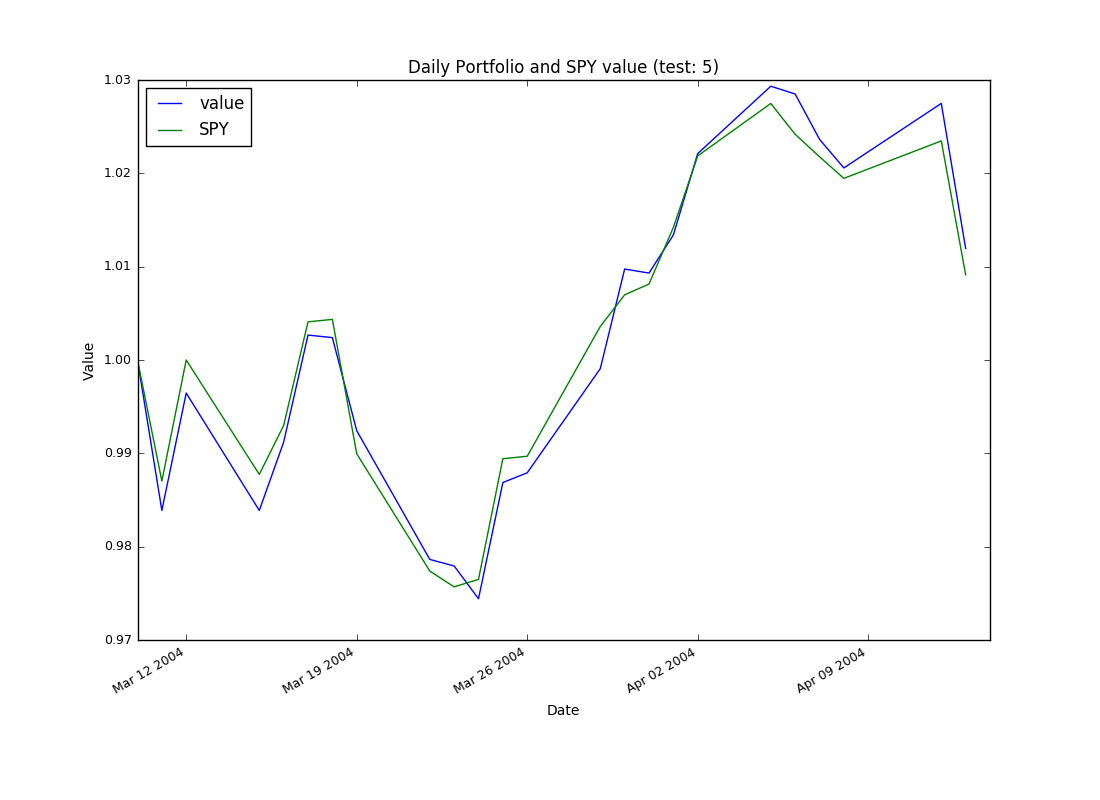 Daily Portfolio and SPY value (test: 5)
value
SPY
1.03
1.02
1.01
1.00
0.99
0.98
0.97
Value
Mar 12 2004
Mar 19 2004
Mar 26 2004
Apr 02 2004
Apr 09 2004
Date